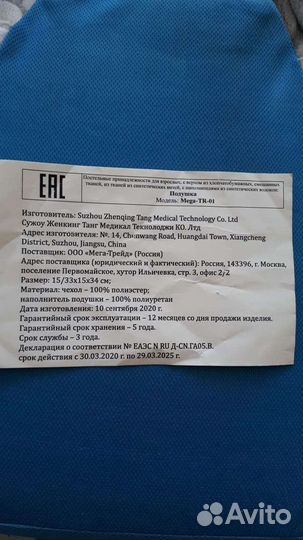 EAC
Постельные принадлежности для взрослых, с верхом из хлопчатобумажных, смешанных
тканей, из тканей из синтетических нитей, с наполнителями из синтетических волокон:
Подушка
Модель: Mega-TR-01
Изготовитель: Suzhou Zhenqing Tang Medical Technology Co. Ltd
Сужоу Женкинг Танг Медикал Текнолоджи КО. Лтд
Адрес изготовителя: №. 14, Chunwang Road, Huangdai Town, Xiangcheng
District, Suzhou, Jiangsu, China
Поставщик: ООО «Мега-Трейд» (Россия)
Адрес поставщика (юридический и фактический): Россия, 143396, г. Москва,
поселение Первомайское, хутор Ильичевка, стр. 3, офис 2/2
Размер: 15/33х15х34 см;
Материал: чехол – 100% полиэстер;
наполнитель подушки – 100% полиуретан
Дата изготовления: 10 сентября 2020 г.
Гарантийный срок эксплуатации – 12 месяцев со дня продажи изделия.
Гарантийный срок хранения – 5 года.
Срок службы – 3 года.
Декларация о соответствии № ЕАЭС N RU Д-CN.ГА05.В.
срок действия с 30.03.2020 г. по 29.03.2025 г.
Avito